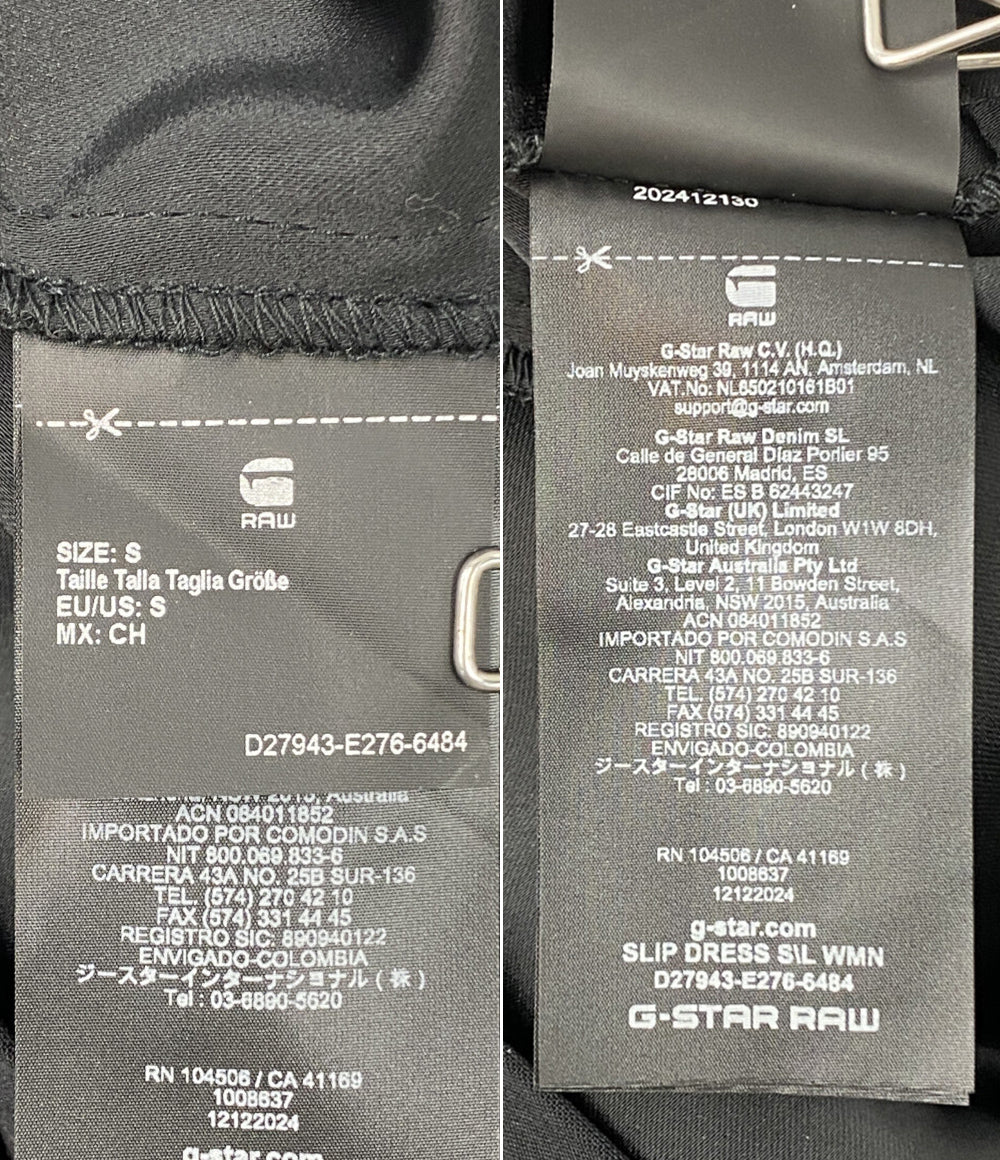 RAW
SIZE: S
Taille Talla Taglia Größe
EU/US: S
MX: CH
D27943-E276-6484
Australia
ACN 084011852
IMPORTADO POR COMODIN S.A.S
NIT 800.069.833-6
CARRERA 43A NO. 25B SUR-136
TEL. (574) 270 42 10
FAX (574) 331 44 45
REGISTRO SIC: 890940122
ENVIGADO-COLOMBIA
ジースターインターナショナル ( 株 )
Tel : 03-6890-5620
RN 104506 / CA 41169
1008637
12122024
g-star.com
202412130
RAW
G-Star Raw C.V. (H.Q.)
Joan Muyskenweg 39, 1114 AN, Amsterdam, NL
VAT.No: NL850210161B01
support@g-star.com
G-Star Raw Denim SL
Calle de General Díaz Porlier 95
28006 Madrid, ES
CIF No: ES B 62443247
G-Star (UK) Limited
27-28 Eastcastle Street, London W1W 8DH,
United Kingdom
G-Star Australia Pty Ltd
Suite 3, Level 2, 11 Bowden Street,
Alexandria, NSW 2015, Australia
ACN 084011852
IMPORTADO POR COMODIN S.A.S
NIT 800.069.833-6
CARRERA 43A NO. 25B SUR-136
TEL. (574) 270 42 10
FAX (574) 331 44 45
REGISTRO SIC: 890940122
ENVIGADO-COLOMBIA
ジースターインターナショナル ( 株 )
Tel : 03-6890-5620
RN 104506 / CA 41169
1008637
12122024
g-star.com
SLIP DRESS SIL WMN
D27943-E276-6484
G-STAR RAW